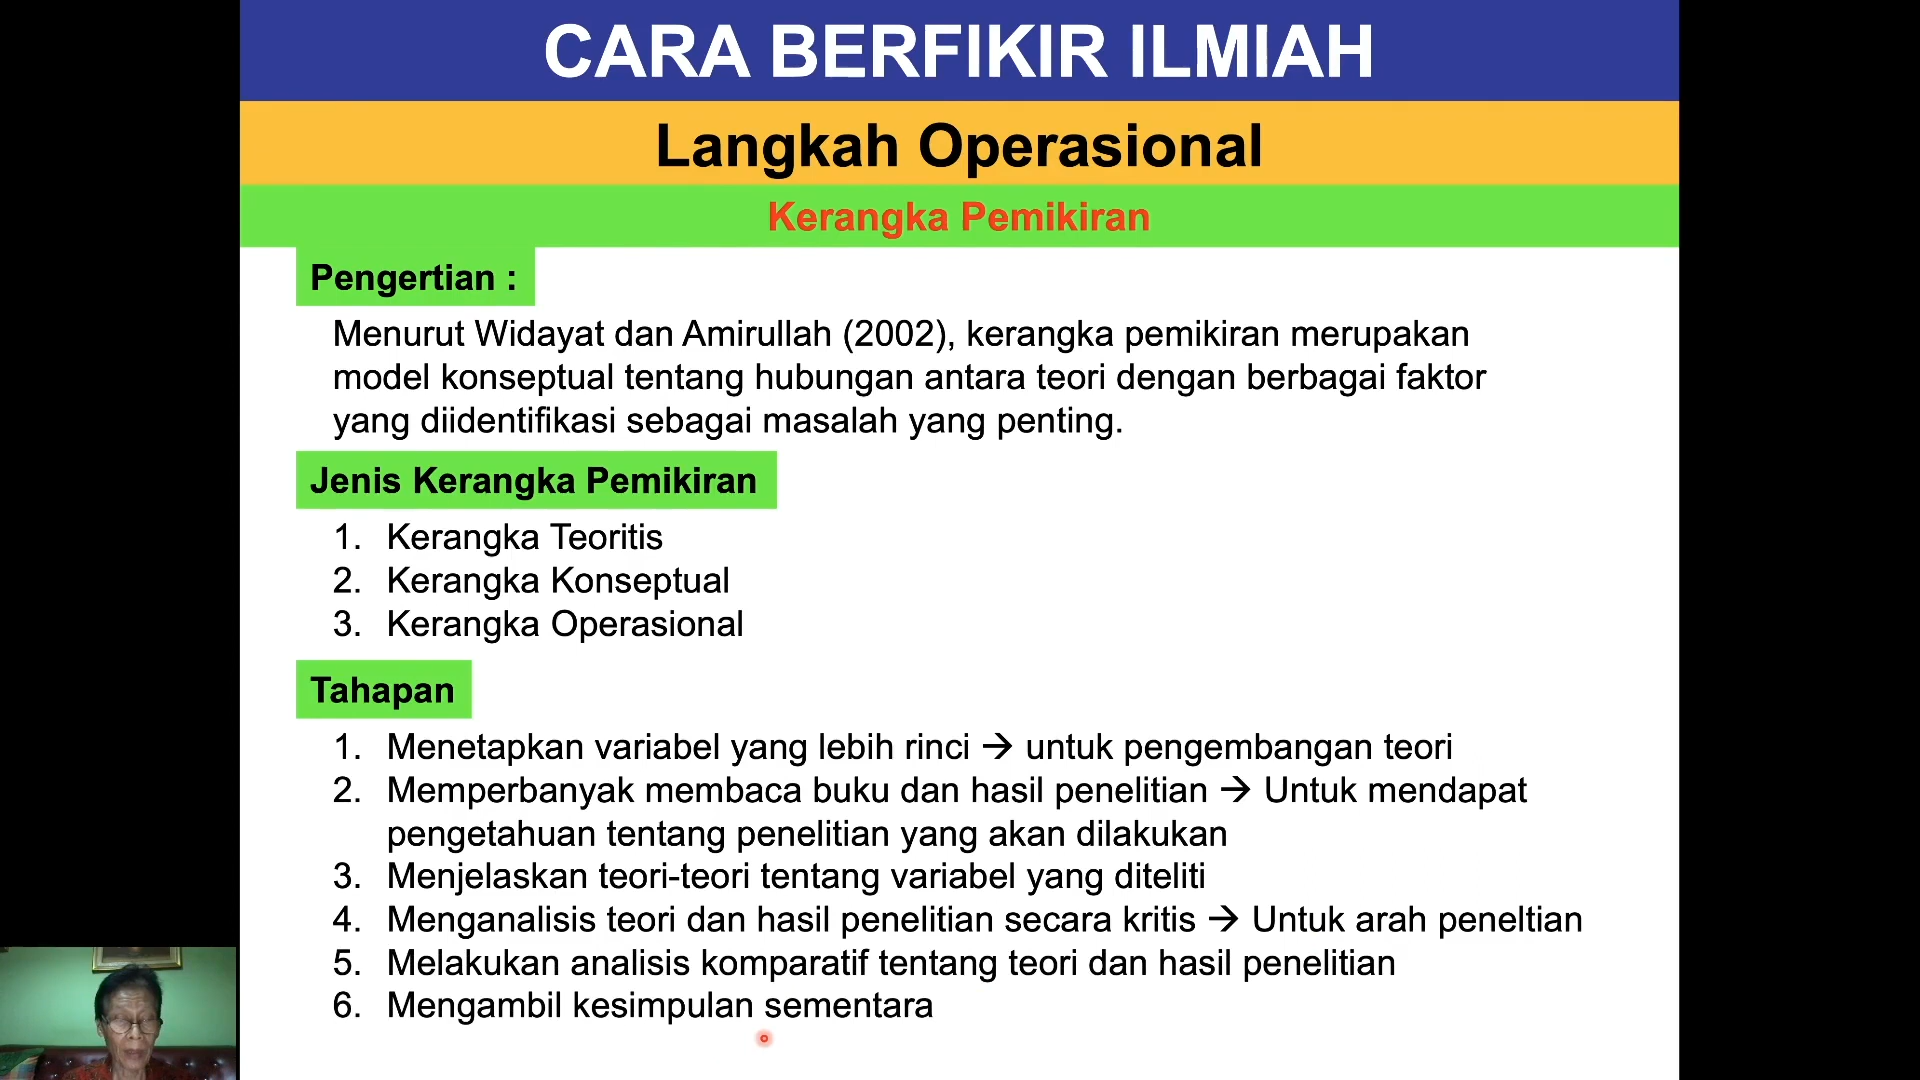 CARA BERFIKIR ILMIAH
Langkah Operasional
Kerangka Pemikiran
Pengertian :
Menurut Widayat dan Amirullah (2002), kerangka pemikiran merupakan
model konseptual tentang hubungan antara teori dengan berbagai faktor
yang diidentifikasi sebagai masalah yang penting.
Jenis Kerangka Pemikiran
1. Kerangka Teoritis
2. Kerangka Konseptual
3. Kerangka Operasional
Tahapan
1. Menetapkan variabel yang lebih rinci → untuk pengembangan teori
2. Memperbanyak membaca buku dan hasil penelitian → Untuk mendapat
pengetahuan tentang penelitian yang akan dilakukan
3. Menjelaskan teori-teori tentang variabel yang diteliti
4. Menganalisis teori dan hasil penelitian secara kritis → Untuk arah peneltian
5. Melakukan analisis komparatif tentang teori dan hasil penelitian
6. Mengambil kesimpulan sementara